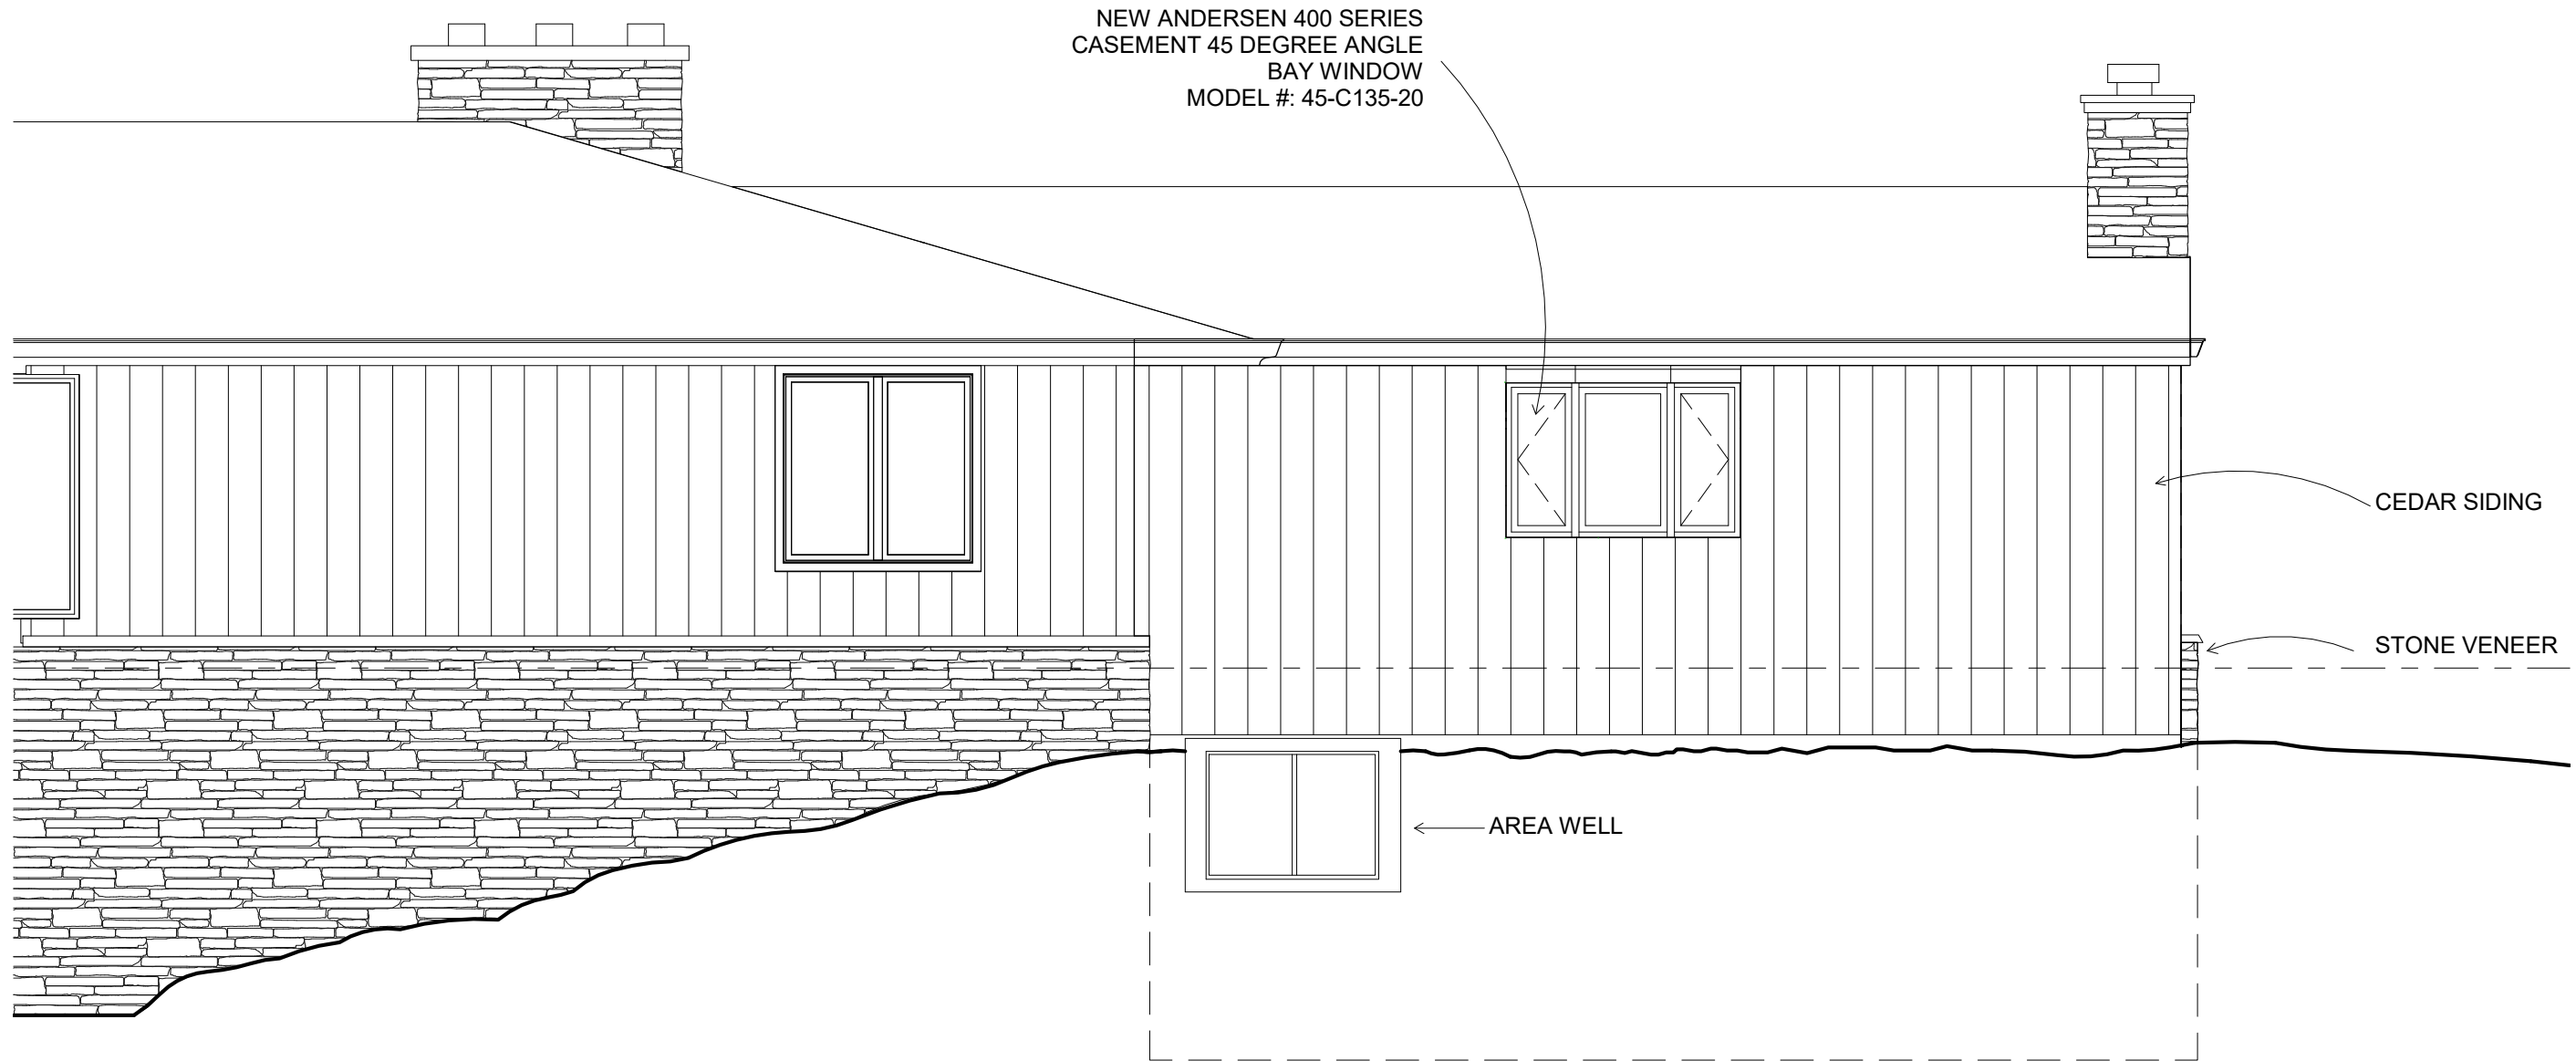 NEW ANDERSEN 400 SERIES
CASEMENT 45 DEGREE ANGLE
BAY WINDOW
MODEL #: 45-C135-20
CEDAR SIDING
STONE VENEER
AREA WELL